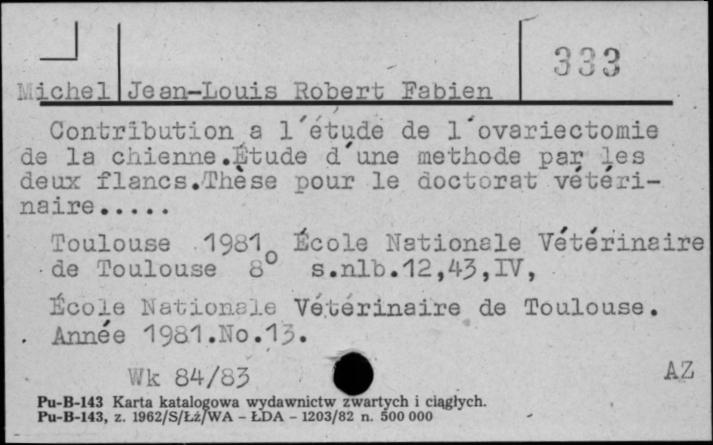 333
Michel Jean-Louis Robert Fabien
Contribution a l'étude de l'ovariectomie
de la chienne.Étude d'une methode par les
deux flancs.Thèse pour le doctorat vétéri-
naire.....
Toulouse 1981 École Nationale Vétérinaire
de Toulouse 8° s.nlb.12,43,IV,
École Nationale Vétérinaire de Toulouse.
Année 1981.No.13.
Wk 84/83
AZ
Pu-B-143 Karta katalogowa wydawnictw zwartych i ciągłych.
Pu-B-143, z. 1962/S/Łż/WA – ŁDA – 1203/82 n. 500 000